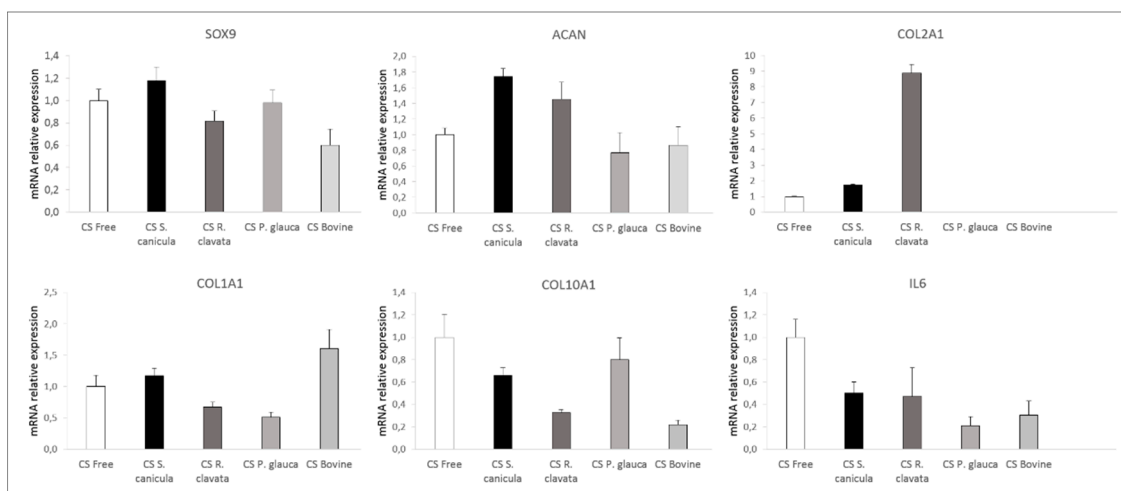 SOX9
mRNA relative expression
1,4
1,2
1,0
0,8
0,6
0,4
0,2
0,0
CS Free
CS S.
canicula
CS R.
clavata
CS P. glauca
CS Bovine
ACAN
mRNA relative expression
2,0
1,8
1,6
1,4
1,2
1,0
0,8
0,6
0,4
0,2
0,0
CS Free
CS S.
canicula
CS R.
clavata
CS P. glauca
CS Bovine
COL2A1
mRNA relative expression
10
9
8
7
6
5
4
3
2
1
0
CS Free
CS S.
canicula
CS R.
clavata
CS P. glauca
CS Bovine
COL1A1
mRNA relative expression
2,5
2,0
1,5
1,0
0,5
0,0
CS Free
CS S.
canicula
CS R.
clavata
CS P. glauca
CS Bovine
COL10A1
mRNA relative expression
1,4
1,2
1,0
0,8
0,6
0,4
0,2
0,0
CS Free
CS S.
canicula
CS R.
clavata
CS P. glauca
CS Bovine
IL6
mRNA relative expression
1,4
1,2
1,0
0,8
0,6
0,4
0,2
0,0
CS Free
CS S.
canicula
CS R.
clavata
CS P. glauca
CS Bovine